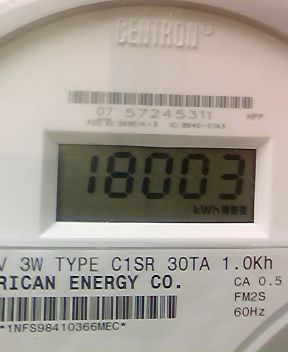 CENTRON®
07 57245311 HPP
18003
kWh
V 3W TYPE C1SR 30TA 1.0Kh
RICAN ENERGY CO. CA 0.5
FM2S
*1NFS98410366MEC* 60Hz